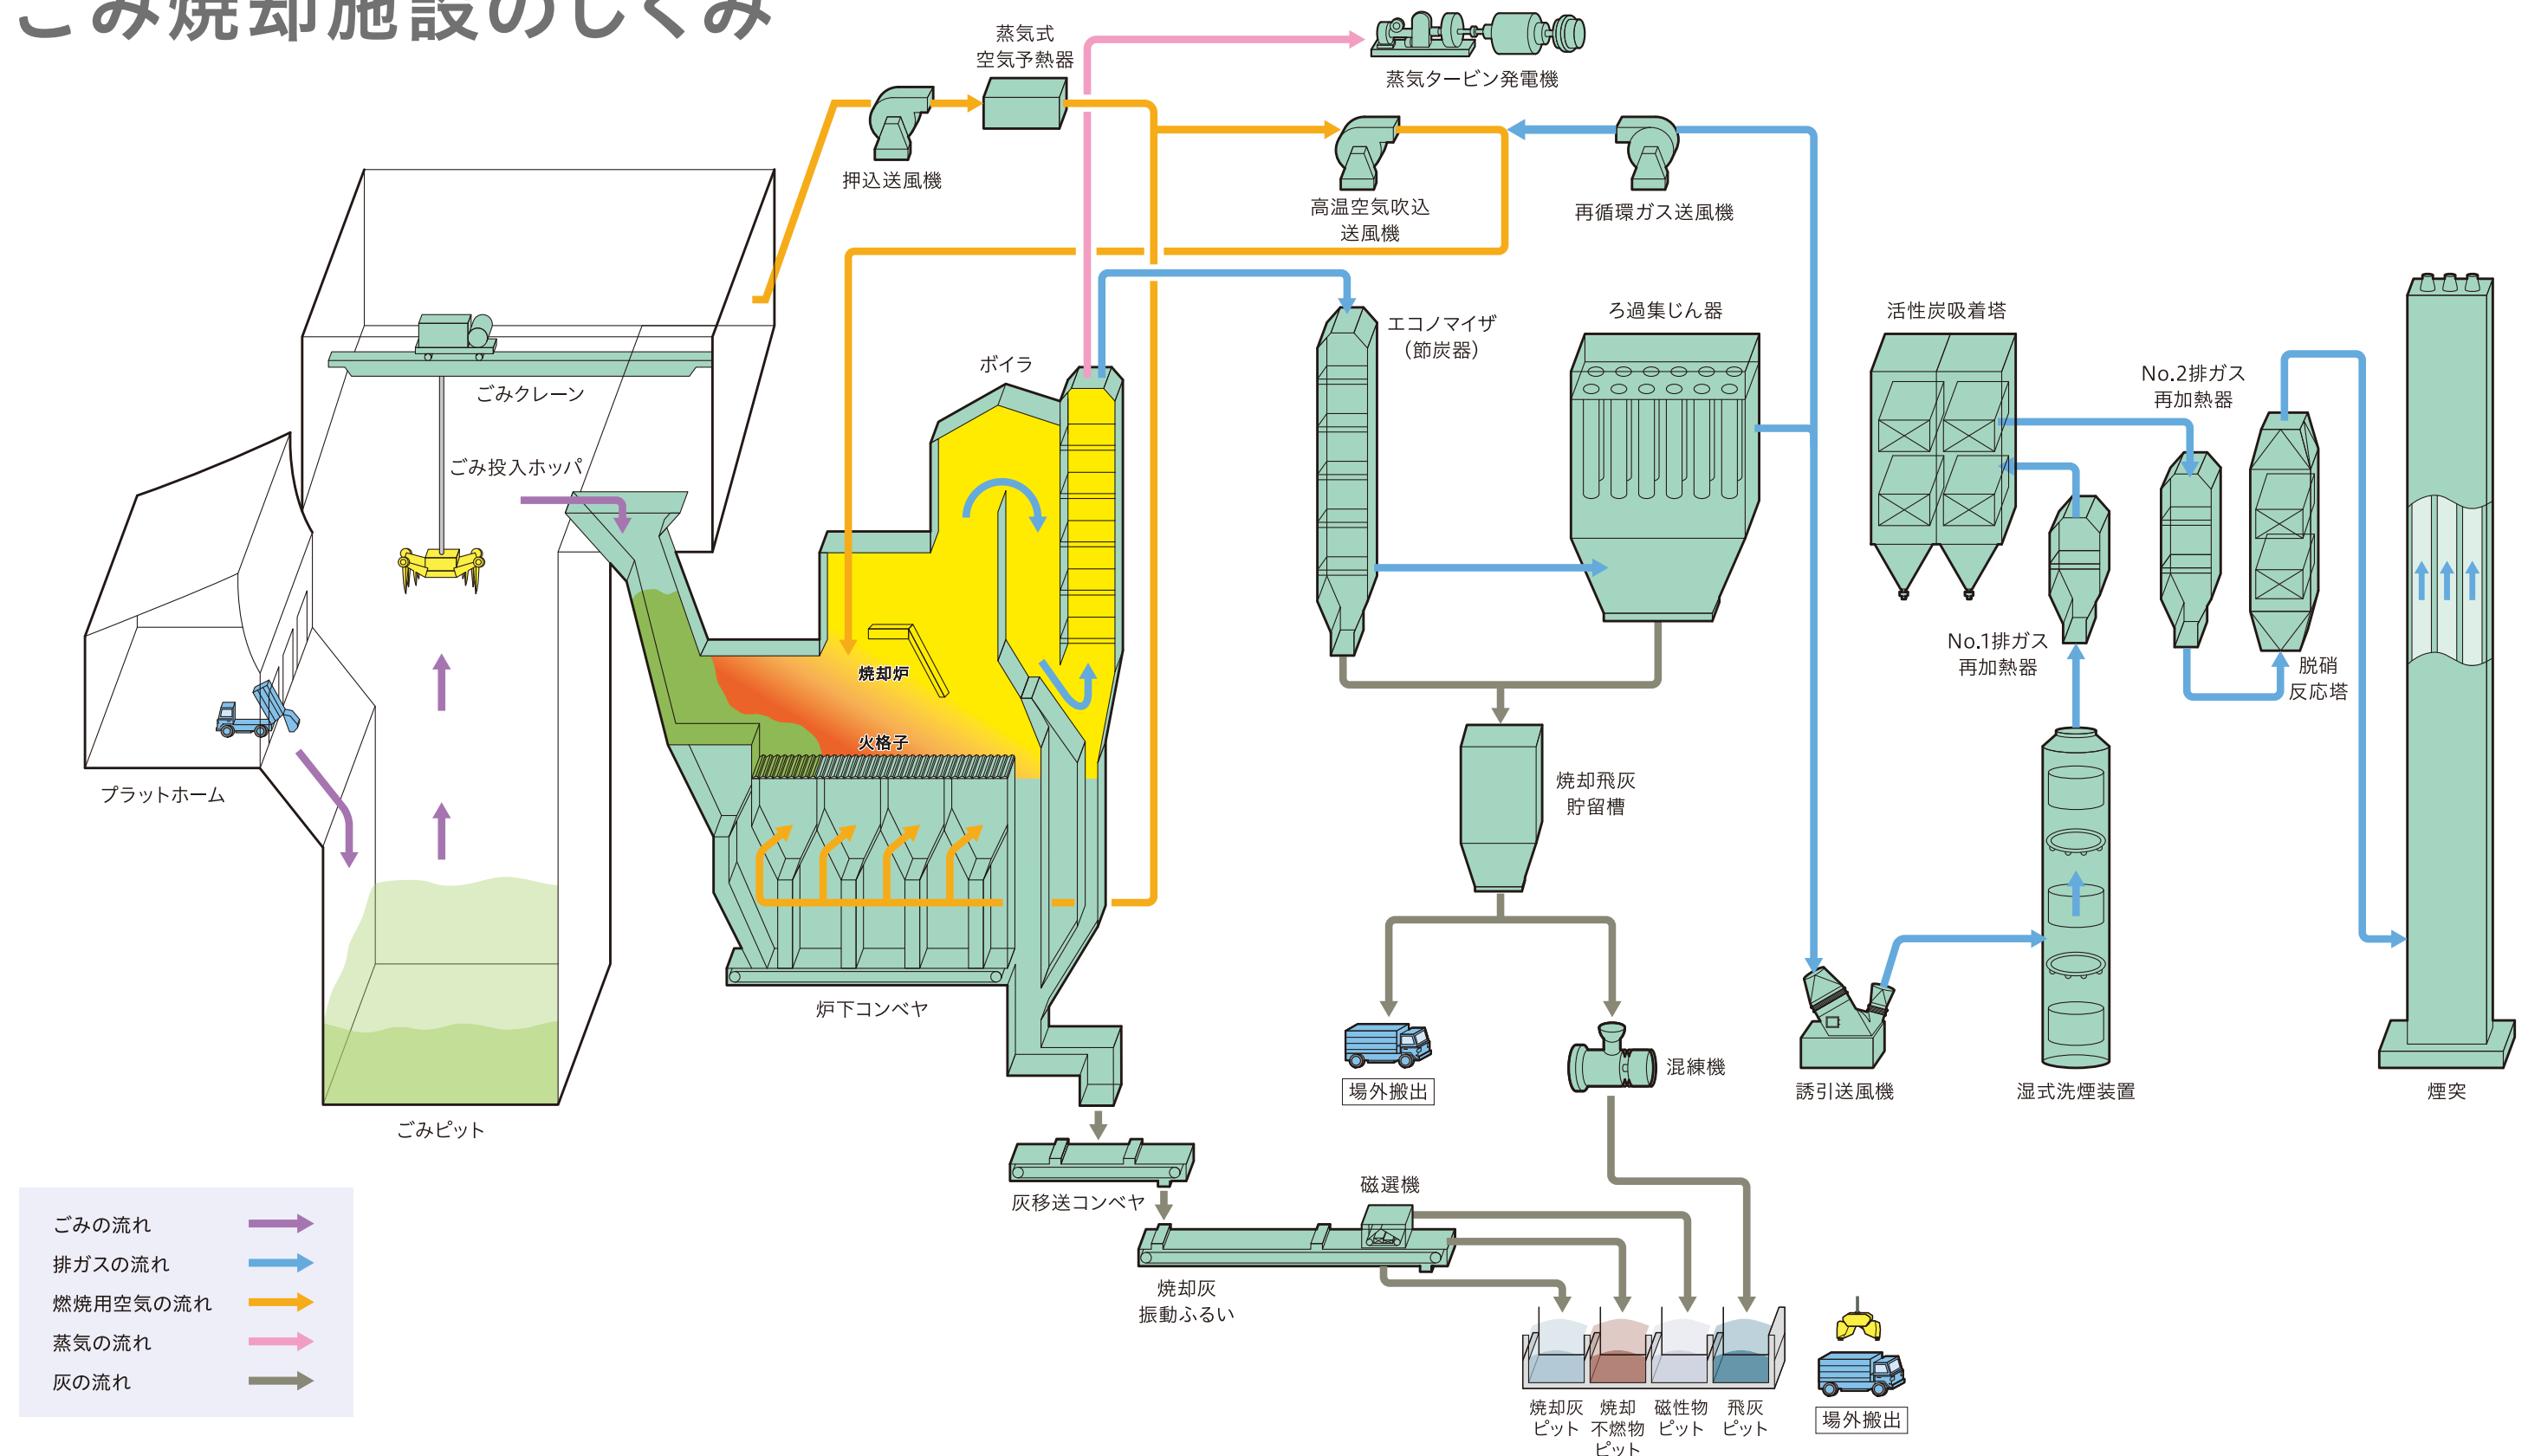 ごみ焼却施設のしくみ
蒸気式
空気予熱器
蒸気タービン発電機
押込送風機
高温空気吹込
送風機
再循環ガス送風機
エコノマイザ
（節炭器）
ろ過集じん器
活性炭吸着塔
No.2排ガス
再加熱器
ボイラ
ごみクレーン
ごみ投入ホッパ
No.1排ガス
再加熱器
脱硝
反応塔
焼却炉
火格子
プラットホーム
焼却飛灰
貯留槽
炉下コンベヤ
混練機
場外搬出
誘引送風機
湿式洗煙装置
煙突
ごみピット
灰移送コンベヤ
磁選機
焼却灰
振動ふるい
ごみの流れ
排ガスの流れ
燃焼用空気の流れ
蒸気の流れ
灰の流れ
焼却灰
ピット
焼却
不燃物
ピット
磁性物
ピット
飛灰
ピット
場外搬出